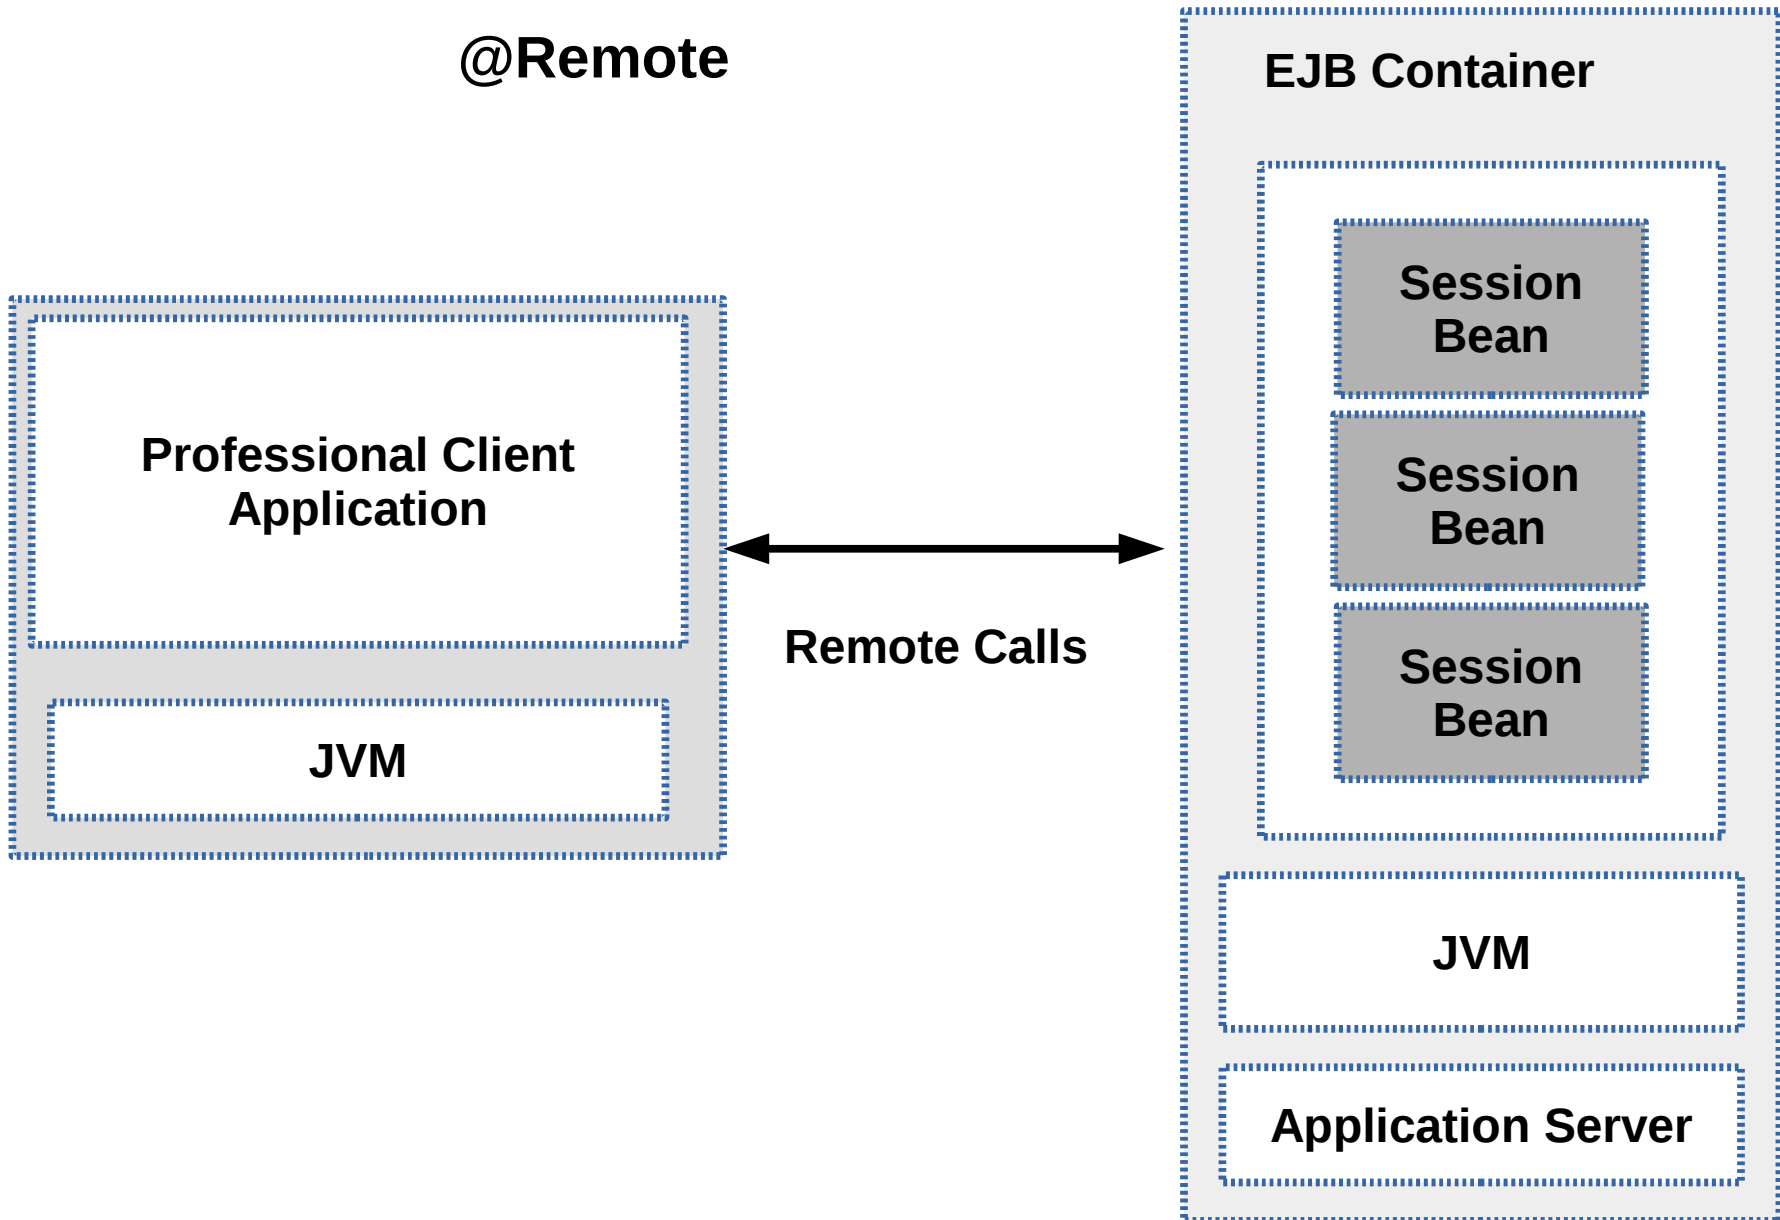 @Remote
EJB Container
Session
Bean
Session
Bean
Session
Bean
Professional Client
Application
Remote Calls
JVM
JVM
Application Server